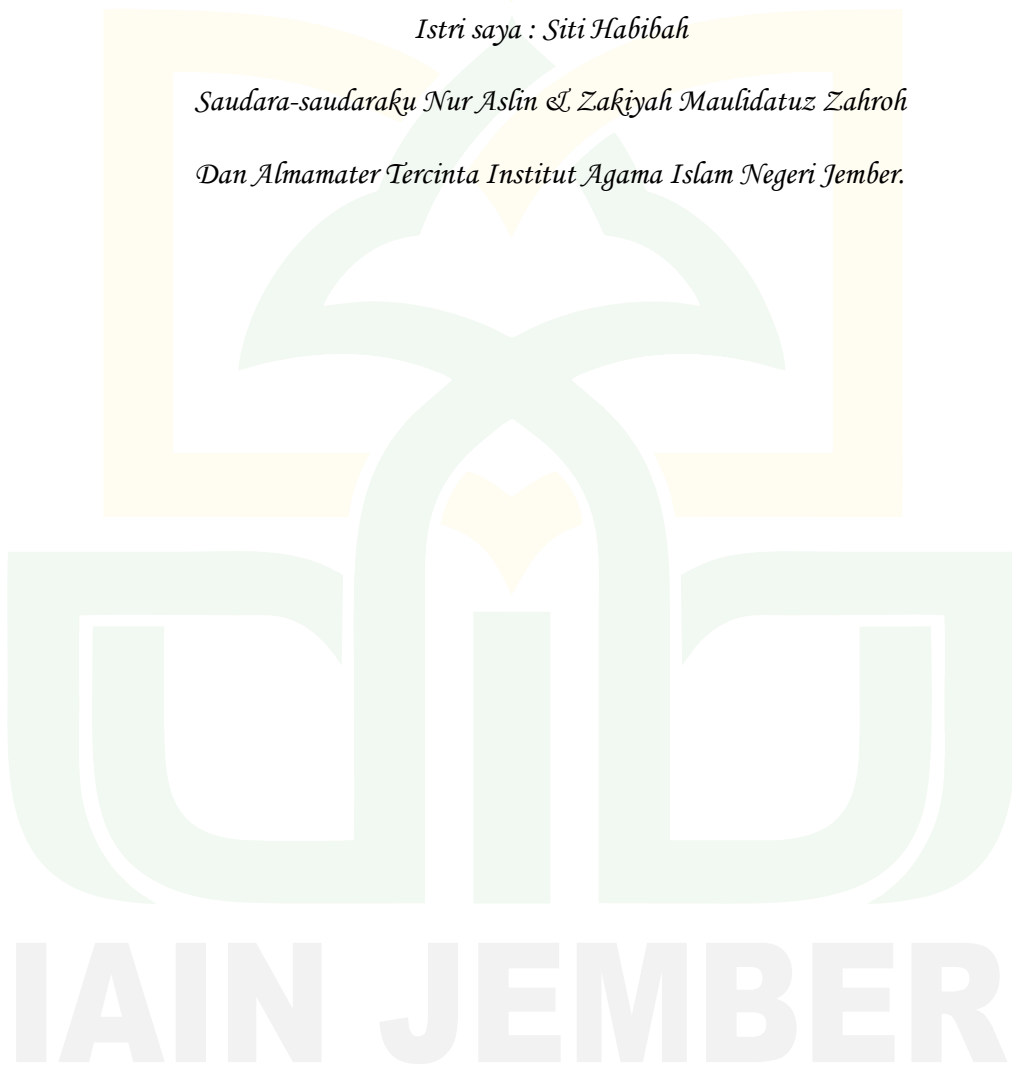 Istri saya : Siti Habibah
Saudara-saudaraku Nur Aslin & Zakiyah Maulidatuz Zahroh
Dan Almamater Tercinta Institut Agama Islam Negeri Jember.
IAIN JEMBER